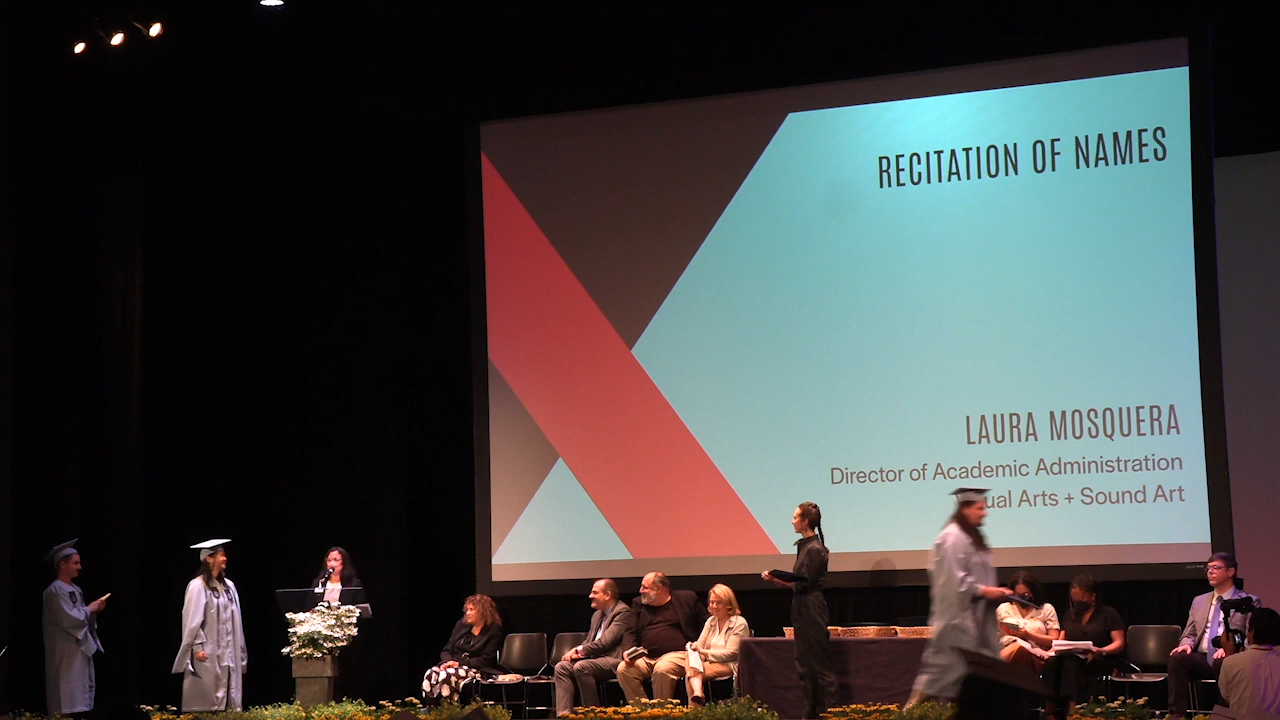 RECITATION OF NAMES
LAURA MOSQUERA
Director of Academic Administration
ual Arts + Sound Art